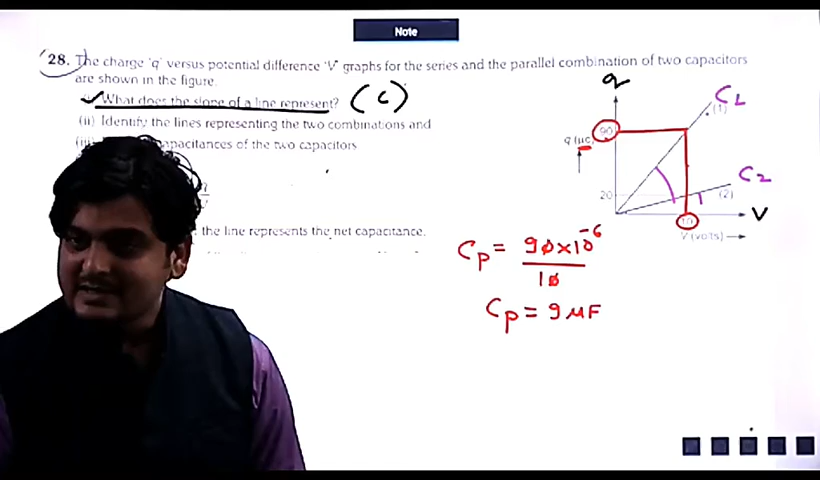 Note
28. The charge 'q' versus potential difference 'V' graphs for the series and the parallel combination of two capacitors
are shown in the figure.
What does the slope of a line represent? (C)
(ii) Identify the lines representing the two combinations and
capacitances of the two capacitors
the line represents the net capacitance.
q
C1
(1)
90
q (μc)
C2
20
(2)
10
V
V (volts)
Cp = 90×10⁻⁶
10
Cp = 9 μF